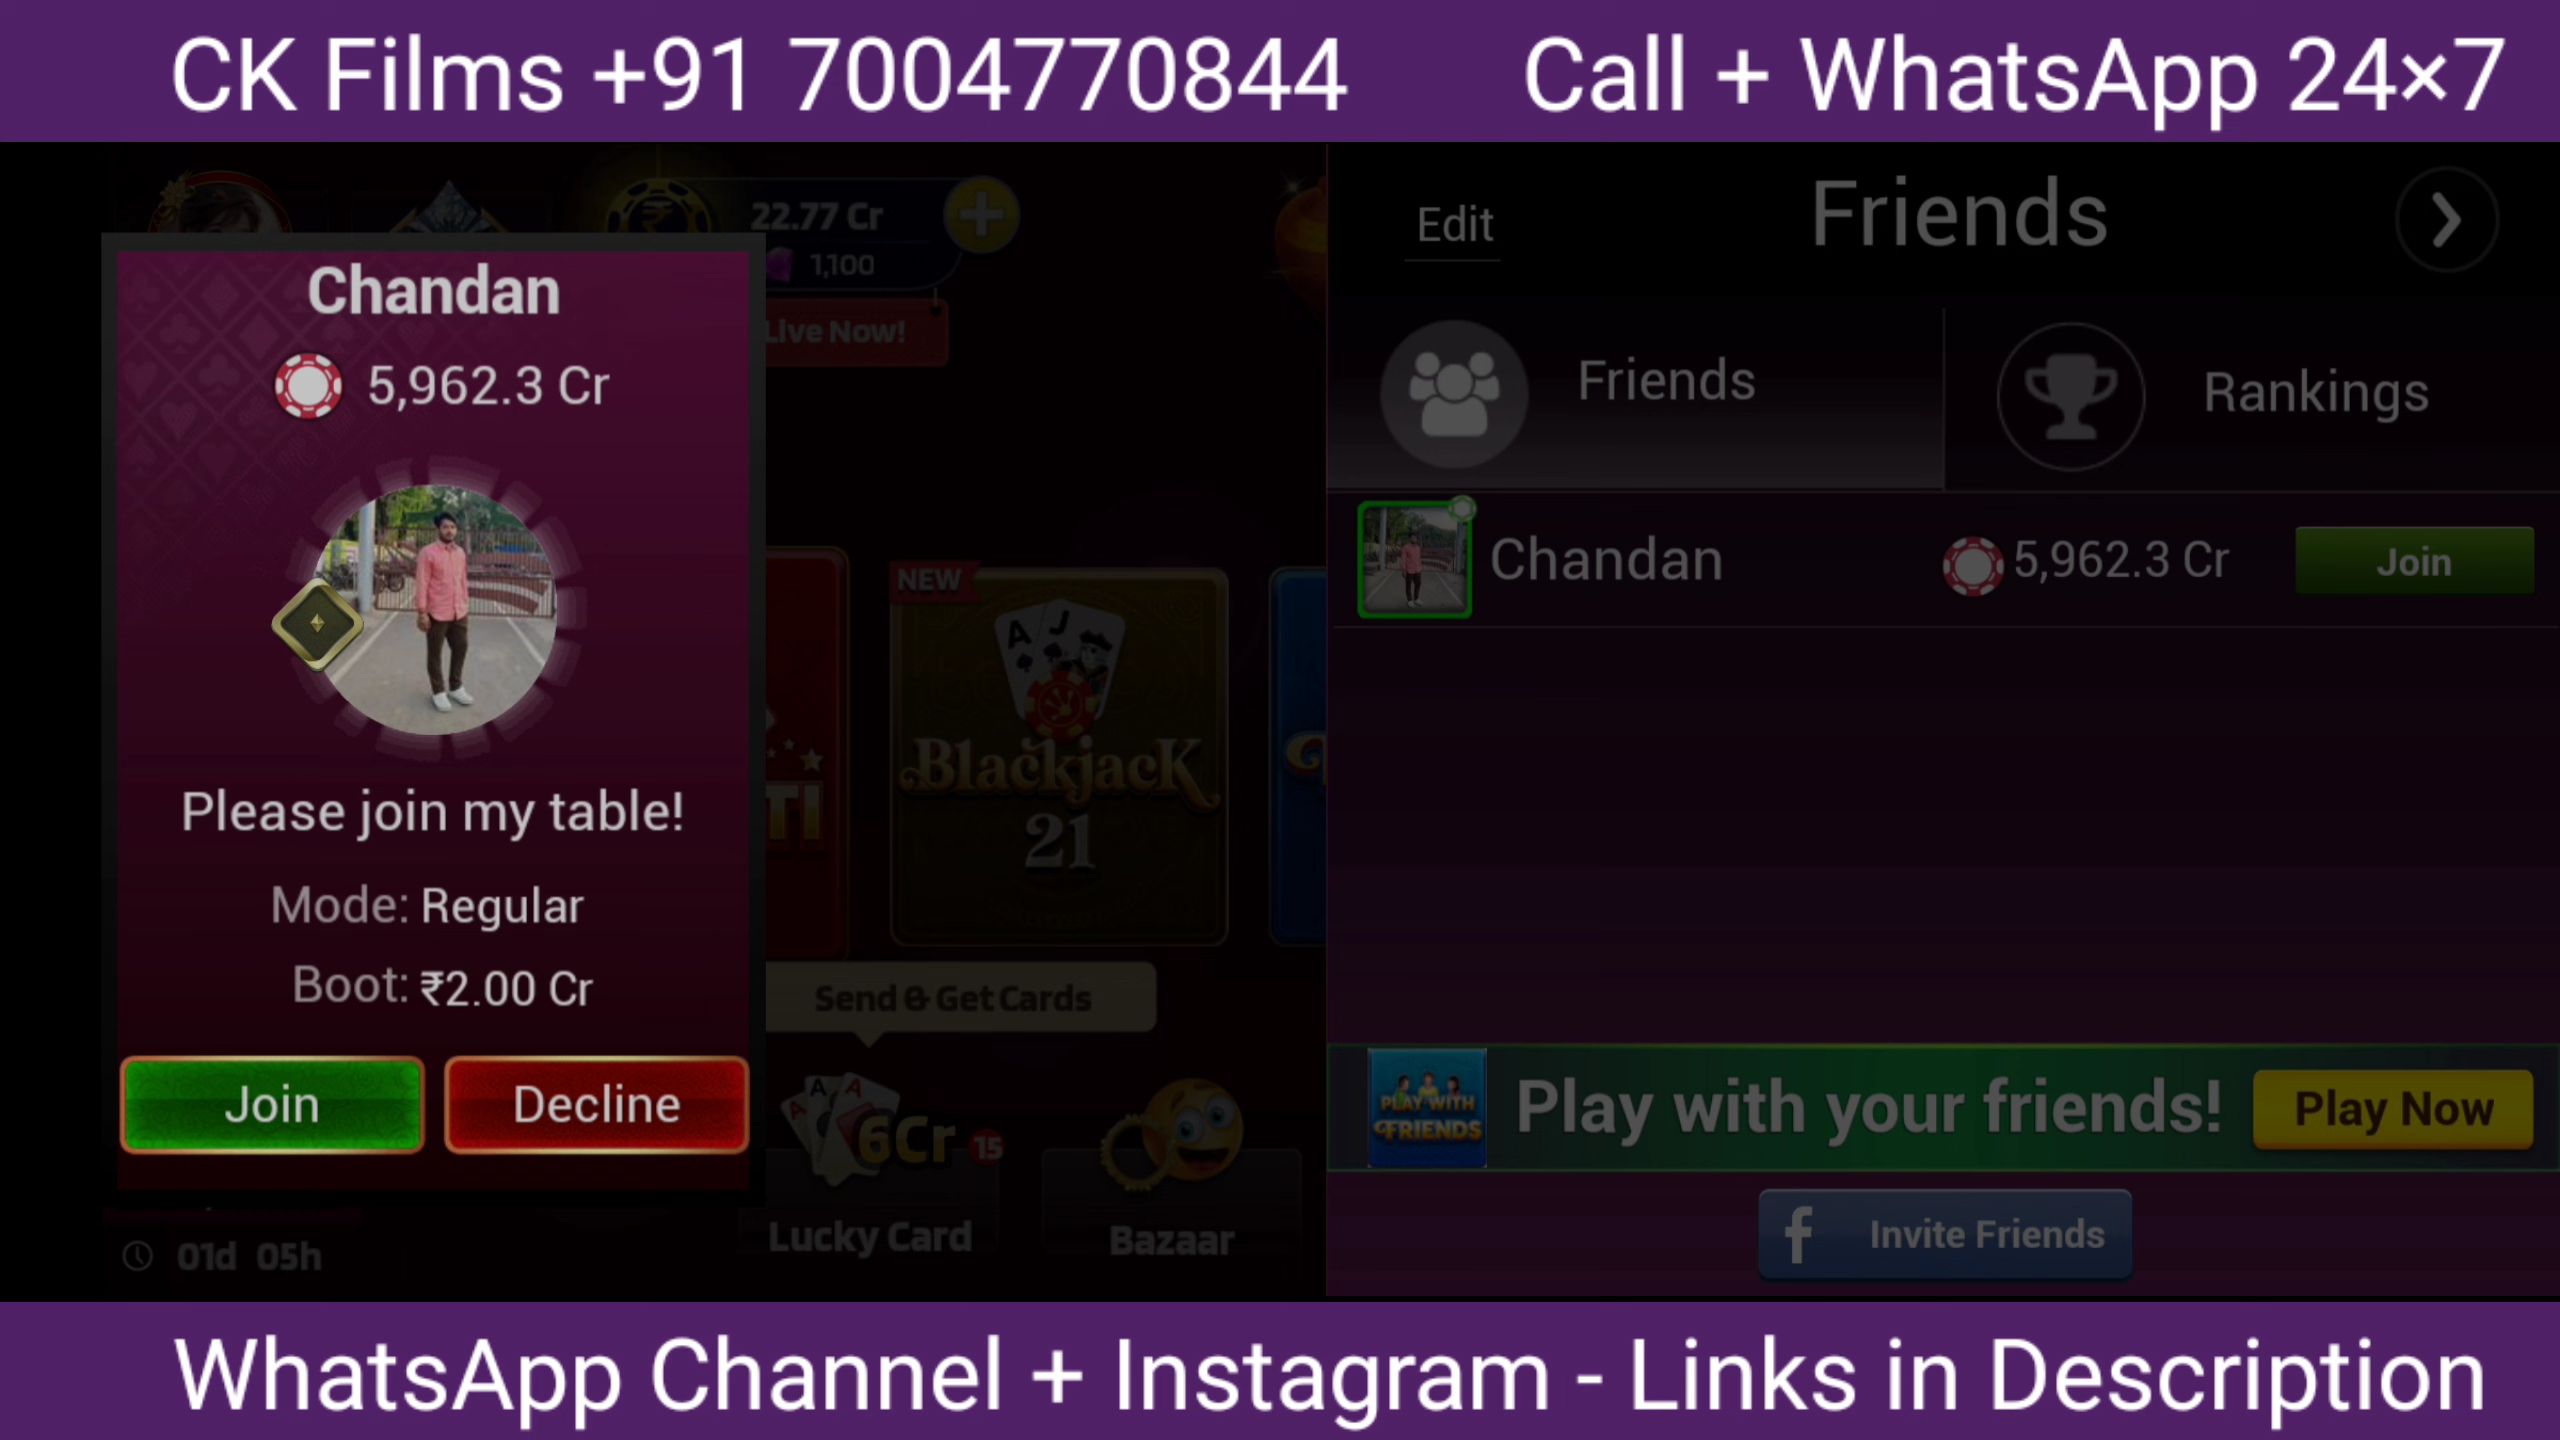 CK Films +91 7004770844 Call + WhatsApp 24×7
22.77 Cr
1,100
Live Now!
Chandan
5,962.3 Cr
Please join my table!
Mode: Regular
Boot: ₹2.00 Cr
Join Decline
01d 05h
TI
NEW
A J
Blackjack
21
Send & Get Cards
A A
6Cr 15
Lucky Card
Bazaar
Edit Friends
Friends
Rankings
Chandan 5,962.3 Cr Join
PLAY WITH
FRIENDS
Play with your friends! Play Now
f Invite Friends
WhatsApp Channel + Instagram - Links in Description